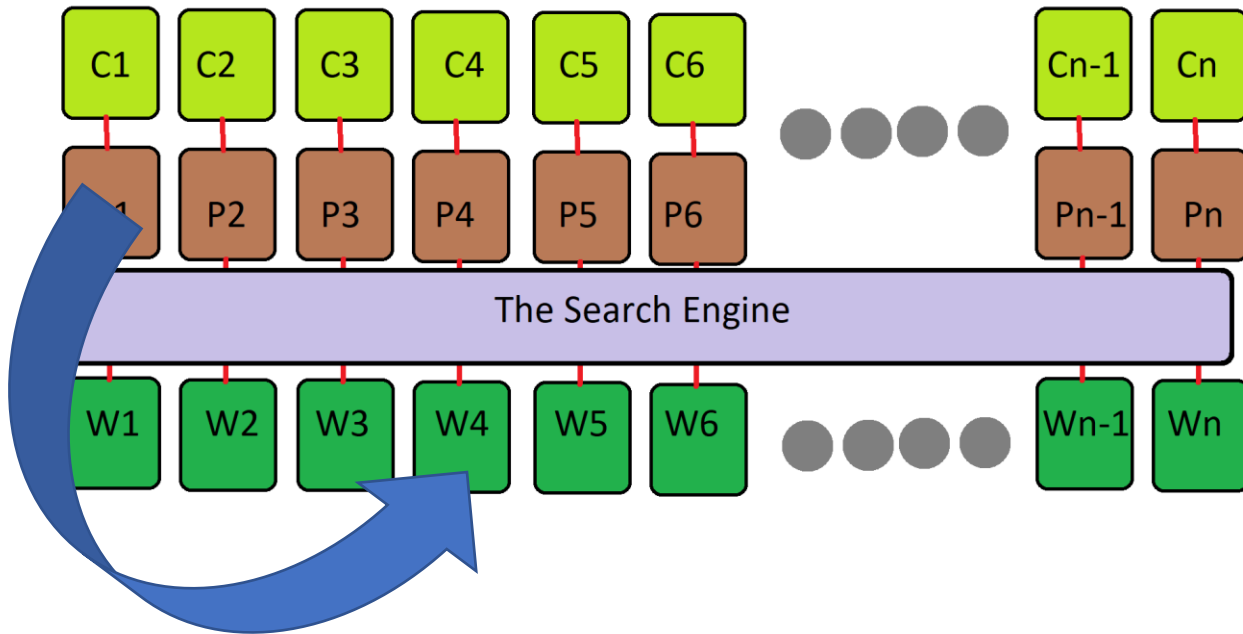 C1 C2 C3 C4 C5 C6 Cn-1 Cn
1 P2 P3 P4 P5 P6 Pn-1 Pn
The Search Engine
W1 W2 W3 W4 W5 W6 Wn-1 Wn